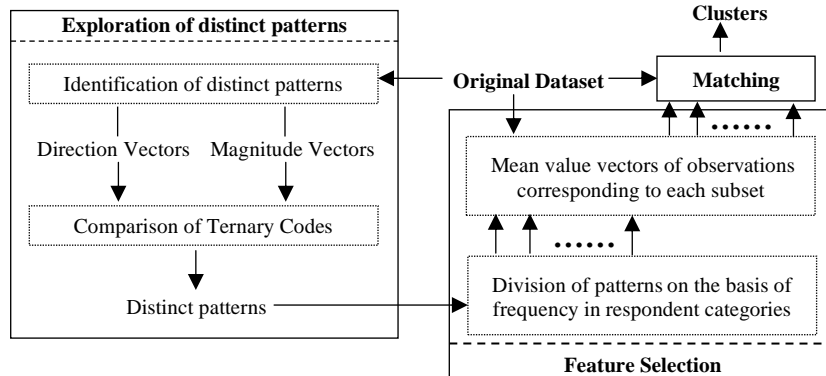 Exploration of distinct patterns
Identification of distinct patterns
Direction Vectors
Magnitude Vectors
Comparison of Ternary Codes
Distinct patterns
Clusters
Original Dataset
Matching
Mean value vectors of observations
corresponding to each subset
Division of patterns on the basis of
frequency in respondent categories
Feature Selection